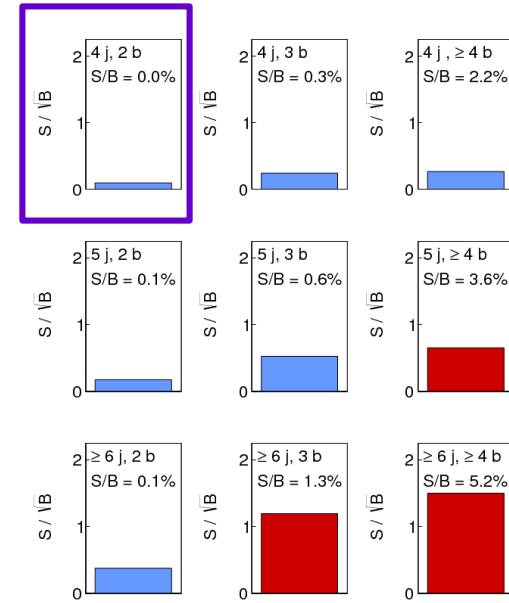 4 j, 2 b
S/B = 0.0%
S / √B
2
1
0
4 j, 3 b
S/B = 0.3%
S / √B
2
1
0
4 j , ≥ 4 b
S/B = 2.2%
S / √B
2
1
0
5 j, 2 b
S/B = 0.1%
S / √B
2
1
0
5 j, 3 b
S/B = 0.6%
S / √B
2
1
0
5 j, ≥ 4 b
S/B = 3.6%
S / √B
2
1
0
≥ 6 j, 2 b
S/B = 0.1%
S / √B
2
1
0
≥ 6 j, 3 b
S/B = 1.3%
S / √B
2
1
0
≥ 6 j, ≥ 4 b
S/B = 5.2%
S / √B
2
1
0